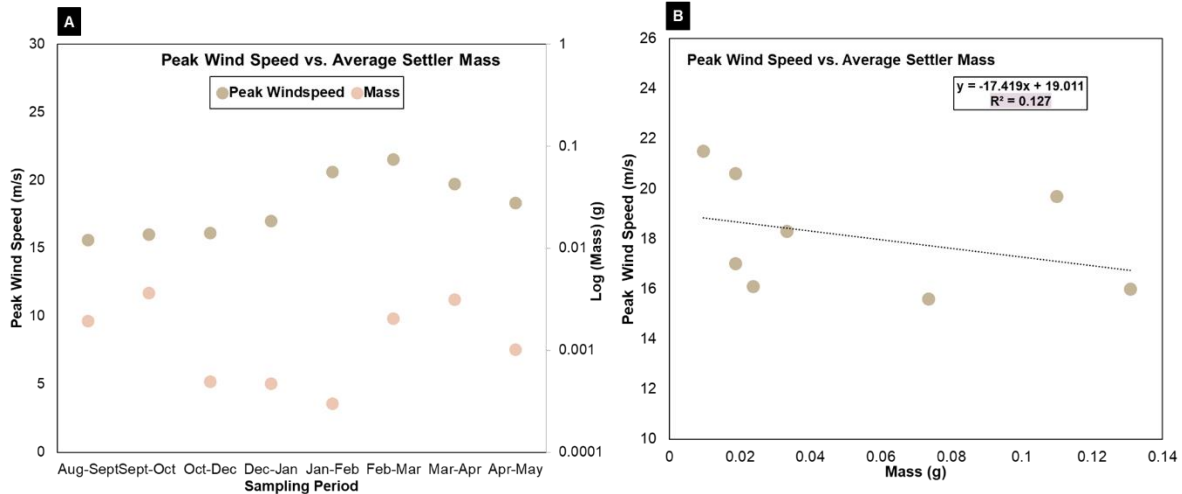 A
Peak Wind Speed vs. Average Settler Mass
Peak Windspeed Mass
30
25
20
15
10
5
0
Peak Wind Speed (m/s)
1
0.1
0.01
0.001
0.0001
Log (Mass) (g)
Aug-Sept Sept-Oct Oct-Dec Dec-Jan Jan-Feb Feb-Mar Mar-Apr Apr-May
Sampling Period
B
Peak Wind Speed vs. Average Settler Mass
y = -17.419x + 19.011
R² = 0.127
26
24
22
20
18
16
14
12
10
Peak Wind Speed (m/s)
0 0.02 0.04 0.06 0.08 0.1 0.12 0.14
Mass (g)